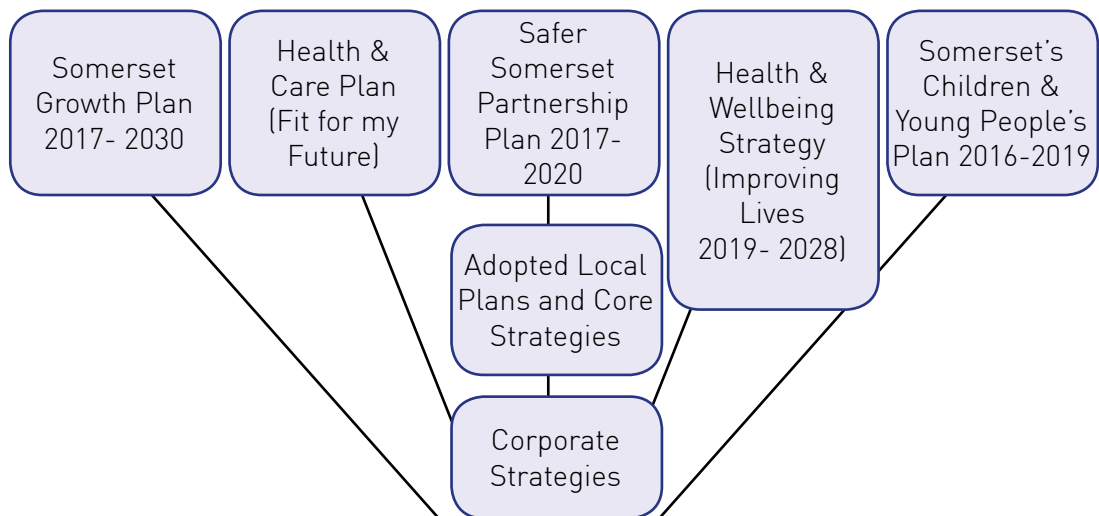 Somerset
Growth Plan
2017- 2030
Health &
Care Plan
(Fit for my
Future)
Safer
Somerset
Partnership
Plan 2017-
2020
Health &
Wellbeing
Strategy
(Improving
Lives
2019- 2028)
Somerset’s
Children &
Young People’s
Plan 2016-2019
Adopted Local
Plans and Core
Strategies
Corporate
Strategies